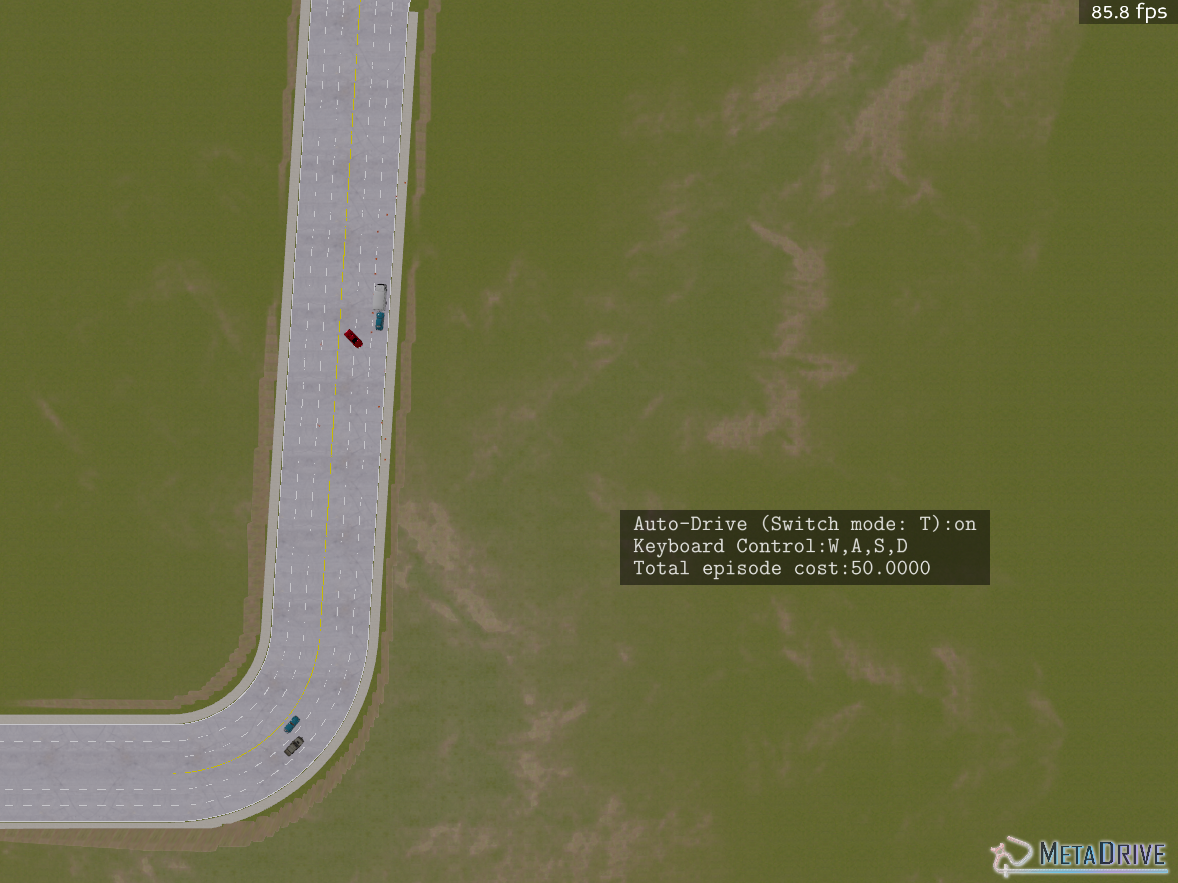 85.8 fps
Auto-Drive (Switch mode: T):on
Keyboard Control:W,A,S,D
Total episode cost:50.0000
METADRIVE